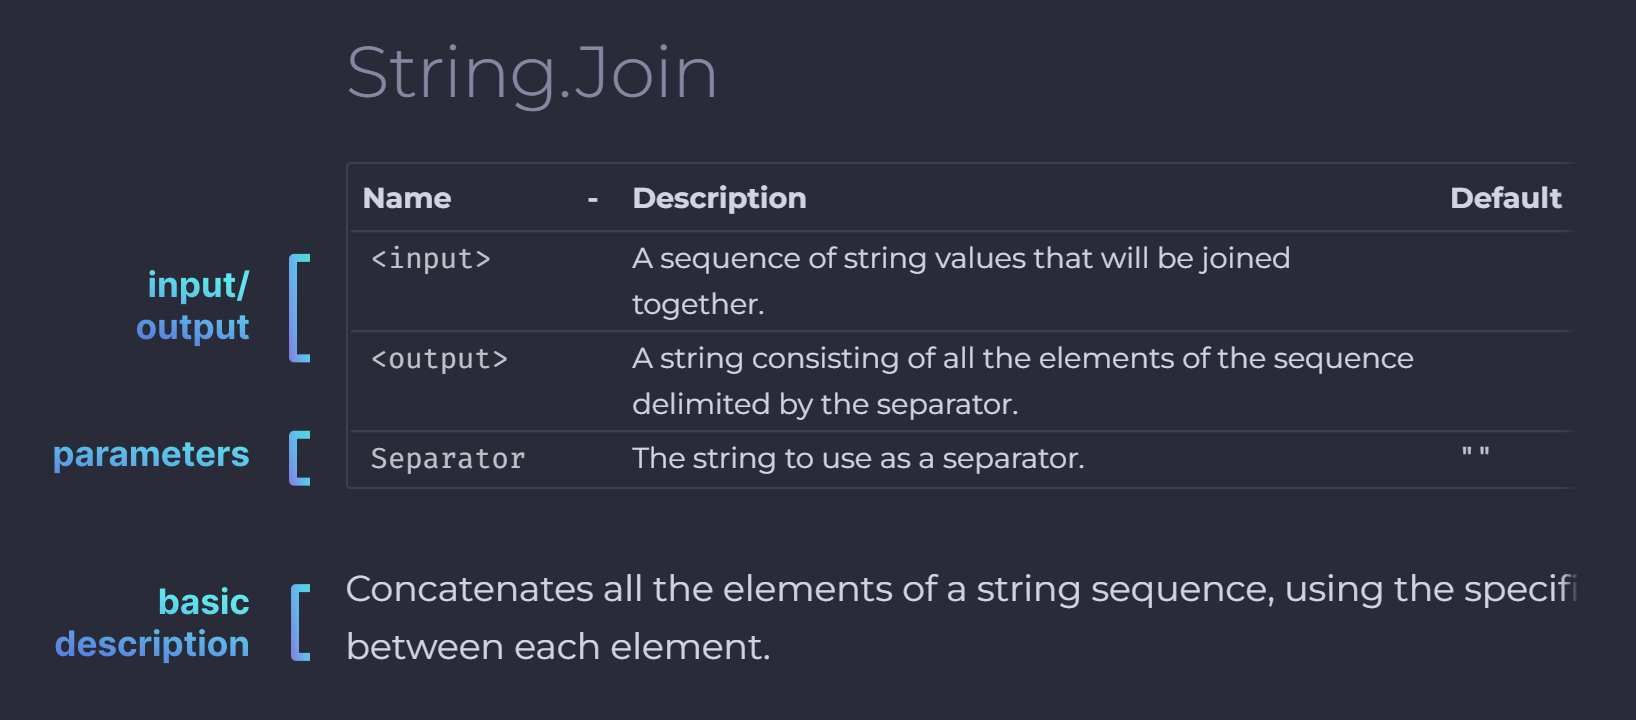 String.Join
Name - Description Default
input/
output
<input> A sequence of string values that will be joined
together.
<output> A string consisting of all the elements of the sequence
delimited by the separator.
parameters
Separator The string to use as a separator. ""
basic
description
Concatenates all the elements of a string sequence, using the
between each element.